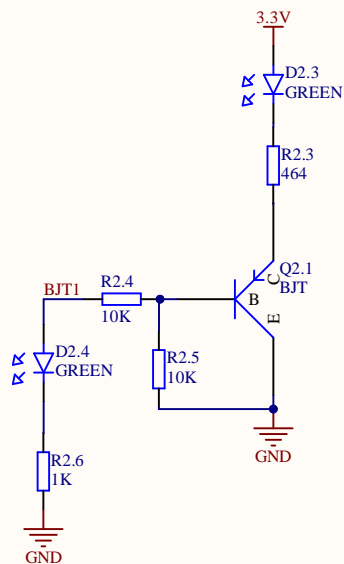 3.3V
D2.3
GREEN
R2.3
464
Q2.1
BJT
C
B
E
BJT1
R2.4
10K
D2.4
GREEN
R2.5
10K
GND
R2.6
1K
GND